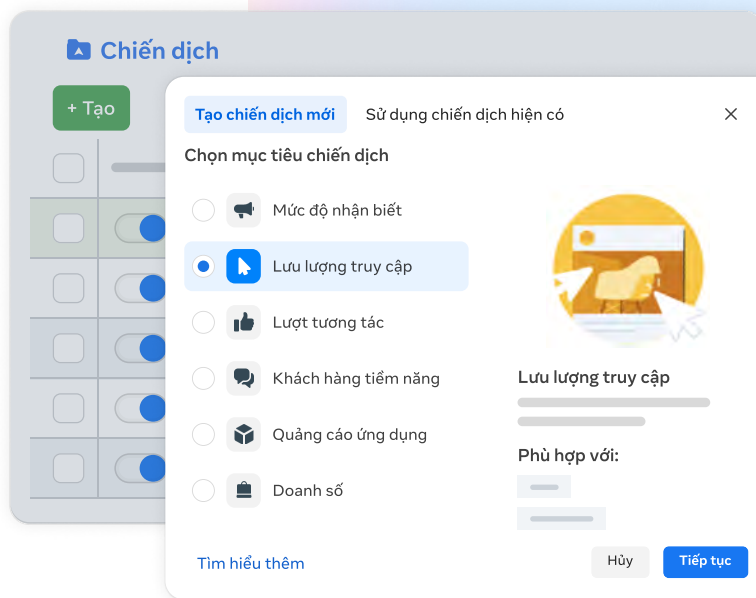 Chiến dịch
+ Tạo
Tạo chiến dịch mới
Sử dụng chiến dịch hiện có
Chọn mục tiêu chiến dịch
Mức độ nhận biết
Lưu lượng truy cập
Lượt tương tác
Khách hàng tiềm năng
Quảng cáo ứng dụng
Doanh số
Lưu lượng truy cập
Phù hợp với:
Tìm hiểu thêm
Hủy
Tiếp tục